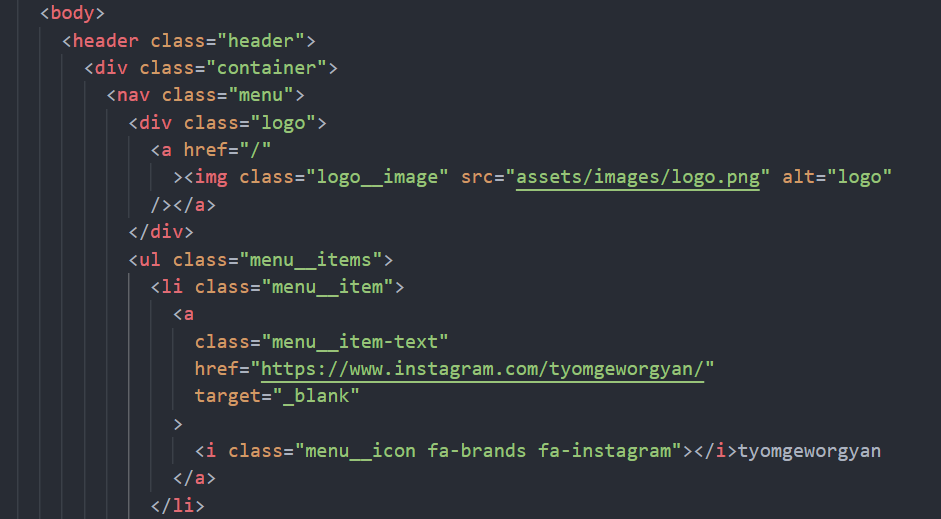 <body>
<header class="header">
<div class="container">
<nav class="menu">
<div class="logo">
<a href="/"
><img class="logo__image" src="assets/images/logo.png" alt="logo"
/></a>
</div>
<ul class="menu__items">
<li class="menu__item">
<a
class="menu__item-text"
href="https://www.instagram.com/tyomgeworgyan/"
target="_blank"
>
<i class="menu__icon fa-brands fa-instagram"></i>tyomgeworgyan
</a>
</li>